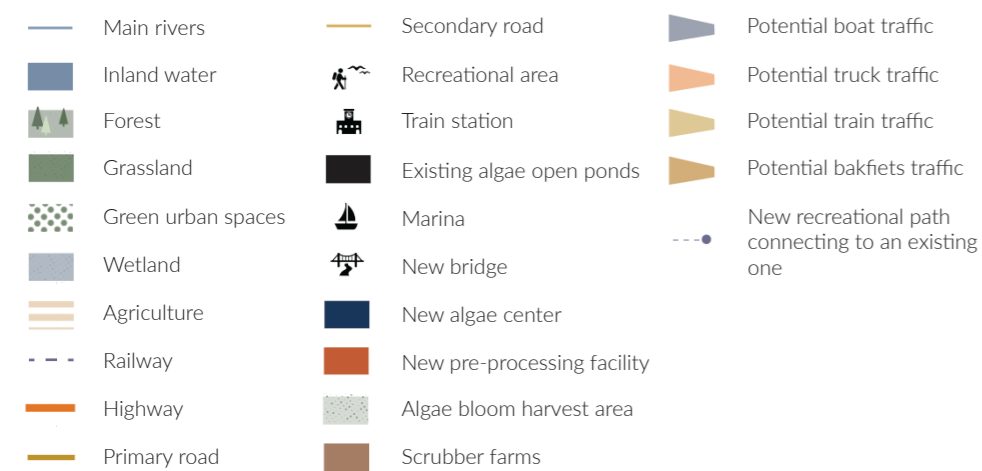 Main rivers
Inland water
Forest
Grassland
Green urban spaces
Wetland
Agriculture
Railway
Highway
Primary road
Secondary road
Recreational area
Train station
Existing algae open ponds
Marina
New bridge
New algae center
New pre-processing facility
Algae bloom harvest area
Scrubber farms
Potential boat traffic
Potential truck traffic
Potential train traffic
Potential bakfiets traffic
New recreational path
connecting to an existing
one